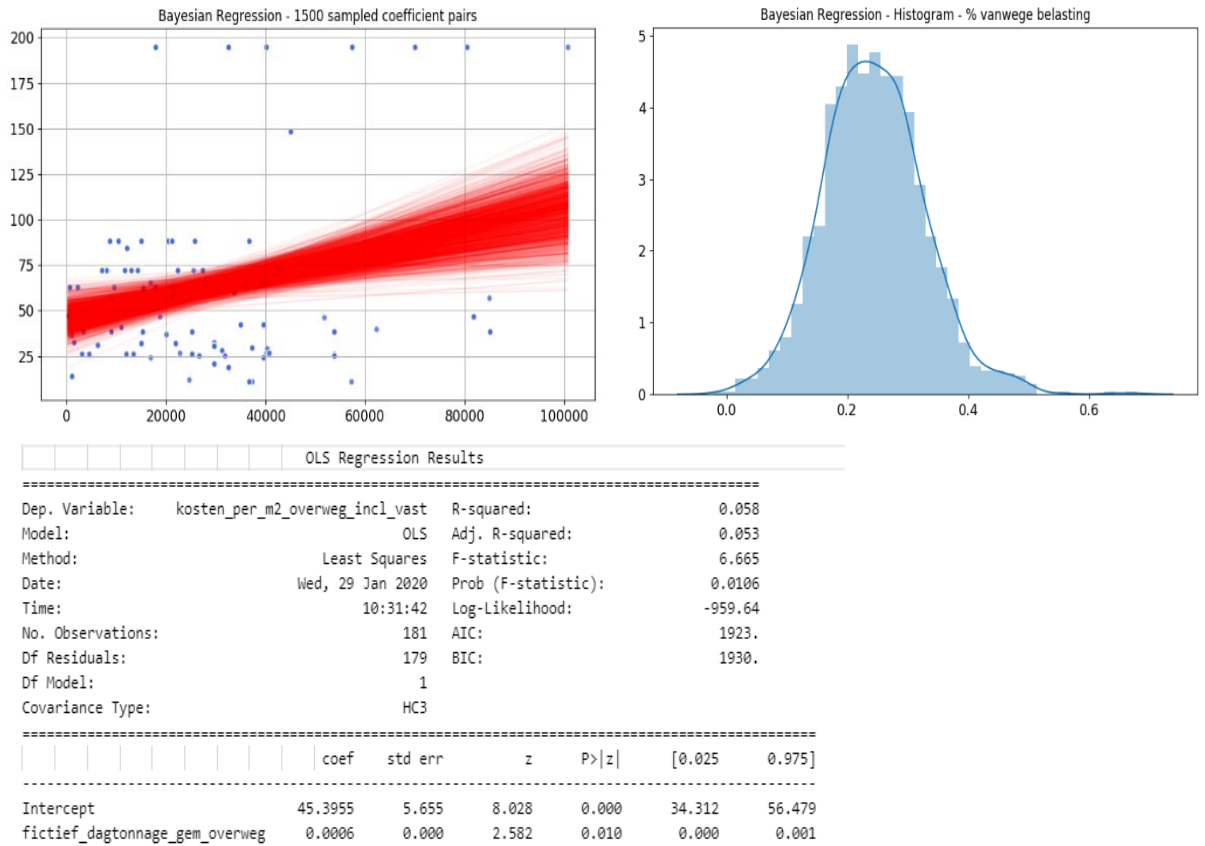 Bayesian Regression - 1500 sampled coefficient pairs
200
175
150
125
100
75
50
25
0 20000 40000 60000 80000 100000
Bayesian Regression - Histogram - % vanwege belasting
5
4
3
2
1
0
0.0 0.2 0.4 0.6
OLS Regression Results
==============================================================================
Dep. Variable: kosten_per_m2_overweg_incl_vast R-squared: 0.058
Model: OLS Adj. R-squared: 0.053
Method: Least Squares F-statistic: 6.665
Date: Wed, 29 Jan 2020 Prob (F-statistic): 0.0106
Time: 10:31:42 Log-Likelihood: -959.64
No. Observations: 181 AIC: 1923.
Df Residuals: 179 BIC: 1930.
Df Model: 1
Covariance Type: HC3
==============================================================================
coef std err z P>|z| [0.025 0.975]
------------------------------------------------------------------------------
Intercept 45.3955 5.655 8.028 0.000 34.312 56.479
fictief_dagtonnage_gem_overweg 0.0006 0.000 2.582 0.010 0.000 0.001